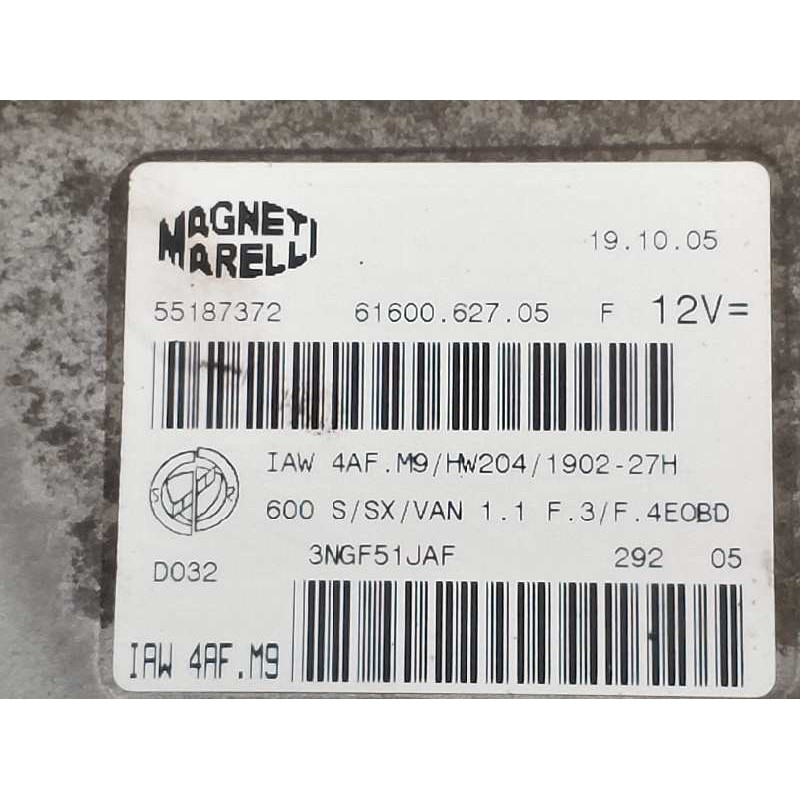 MAGNETI
MARELLI
19.10.05
55187372 61600.627.05 F 12V=
IAW 4AF.M9/HW204/1902-27H
S R
600 S/SX/VAN 1.1 F.3/F.4EOBD
3NGF51JAF 292 05
D032
IAW 4AF.M9